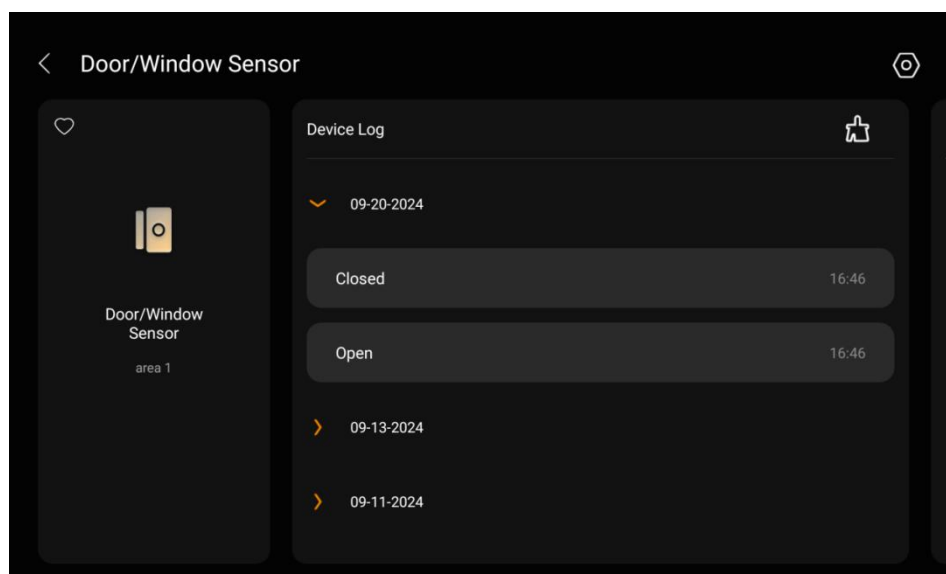 Door/Window Sensor
Device Log
09-20-2024
Closed 16:46
Open 16:46
09-13-2024
09-11-2024
Door/Window
Sensor
area 1